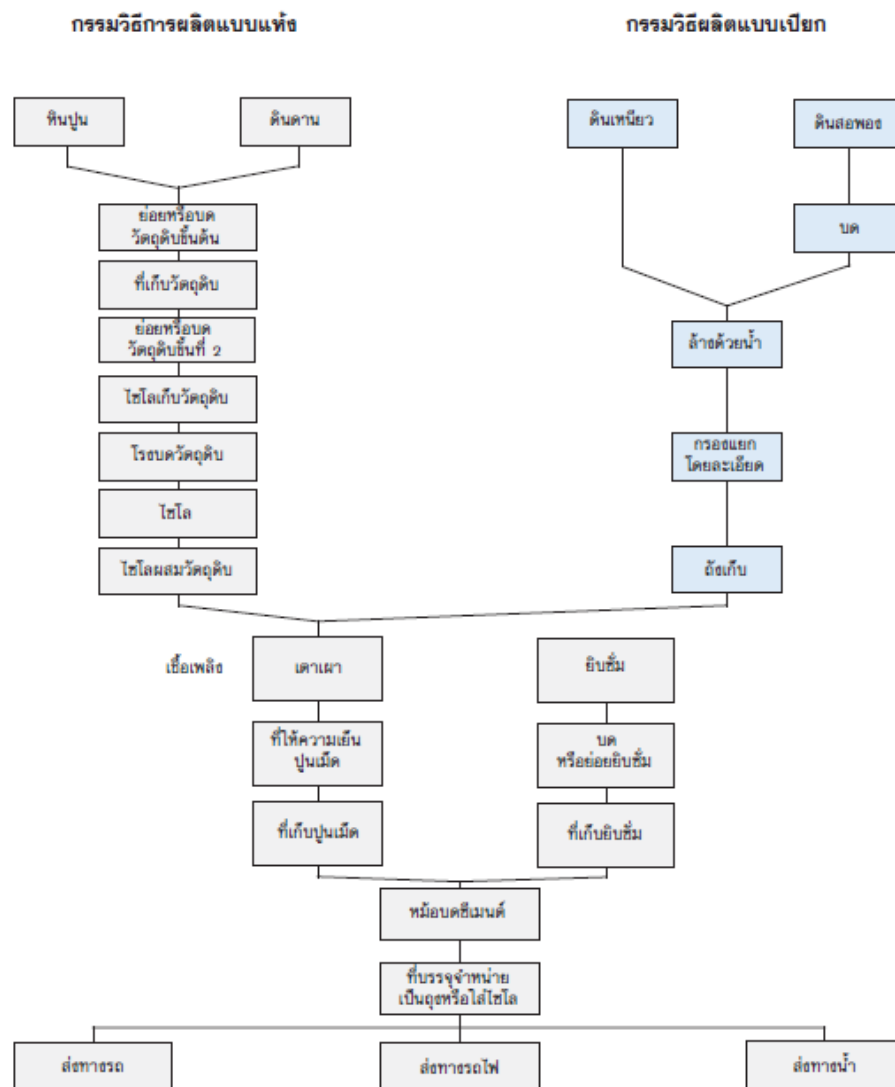 กรรมวิธีการผลิตแบบแห้ง
กรรมวิธีผลิตแบบเปียก
หินปูน
ดินดาน
ดินเหนียว
ดินสอพอง
ย่อยหรือบด
วัตถุดิบขั้นต้น
บด
ที่เก็บวัตถุดิบ
ย่อยหรือบด
วัตถุดิบขั้นที่ 2
ล้างด้วยน้ำ
ไซโลเก็บวัตถุดิบ
โรงบดวัตถุดิบ
กรองแยก
โดยละเอียด
ไซโล
ไซโลผสมวัตถุดิบ
ถังเก็บ
เชื้อเพลิง
เตาเผา
ยิบซั่ม
ที่ให้ความเย็น
ปูนเม็ด
บด
หรือย่อยยิบซั่ม
ที่เก็บปูนเม็ด
ที่เก็บยิบซั่ม
หม้อบดซีเมนต์
ที่บรรจุจำหน่าย
เป็นถุงหรือใส่ไซโล
ส่งทางรถ
ส่งทางรถไฟ
ส่งทางน้ำ